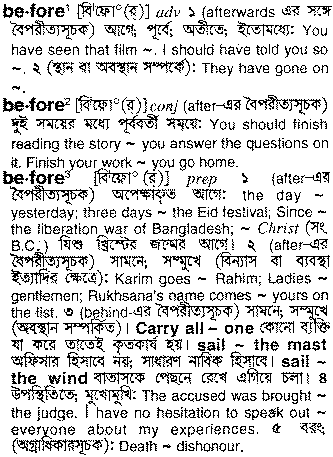 be·fore¹ [বিˈফো°(র্)] adv ১ (afterwards এর সঙ্গে
বৈপরীত্যসূচক) আগে; পূর্বে; অতীতে; ইতোমধ্যে: You
have seen that film ~. I should have told you so
~. ২ (স্থান বা অবস্থান সম্পর্কে): They have gone on
~.
be·fore² [বিˈফো°(র্)] conj (after-এর বৈপরীত্যসূচক)
দুই সময়ের মধ্যে পূর্ববর্তী সময়ে: You should finish
reading the story ~ you answer the questions on
it. Finish your work ~ you go home.
be·fore³ [বিˈফো°(র্)] prep ১ (after-এর
বৈপরীত্যসূচক) অপেক্ষাকৃত আগে: the day ~
yesterday; three days ~ the Eid festival; Since ~
the liberation war of Bangladesh; ~ Christ (সং.
B.C.) যিশু খ্রিস্টের জন্মের আগে। ২ (after-এর
বৈপরীত্যসূচক) সামনে; সম্মুখে (বিন্যাস বা ব্যবস্থা
ইত্যাদির ক্ষেত্রে): Karim goes ~ Rahim; Ladies ~
gentlemen; Rukhsana's name comes ~ yours on
the list. ৩ (behind-এর বৈপরীত্যসূচক) সামনে; সম্মুখে
(অবস্থান সম্পর্কিত)। Carry all ~ one কোনো ব্যক্তি
যা করে তাতেই কৃতকার্য হয়। sail ~ the mast
অফিসার হিসাবে নয়; সাধারণ নাবিক হিসাবে। sail ~
the wind বাতাসকে পেছনে রেখে এগিয়ে চলা। ৪
উপস্থিতিতে; মুখোমুখি: The accused was brought ~
the judge. I have no hesitation to speak out ~
everyone about my experiences. ৫ বরং;
(অগ্রাধিকারসূচক): Death ~ dishonour.